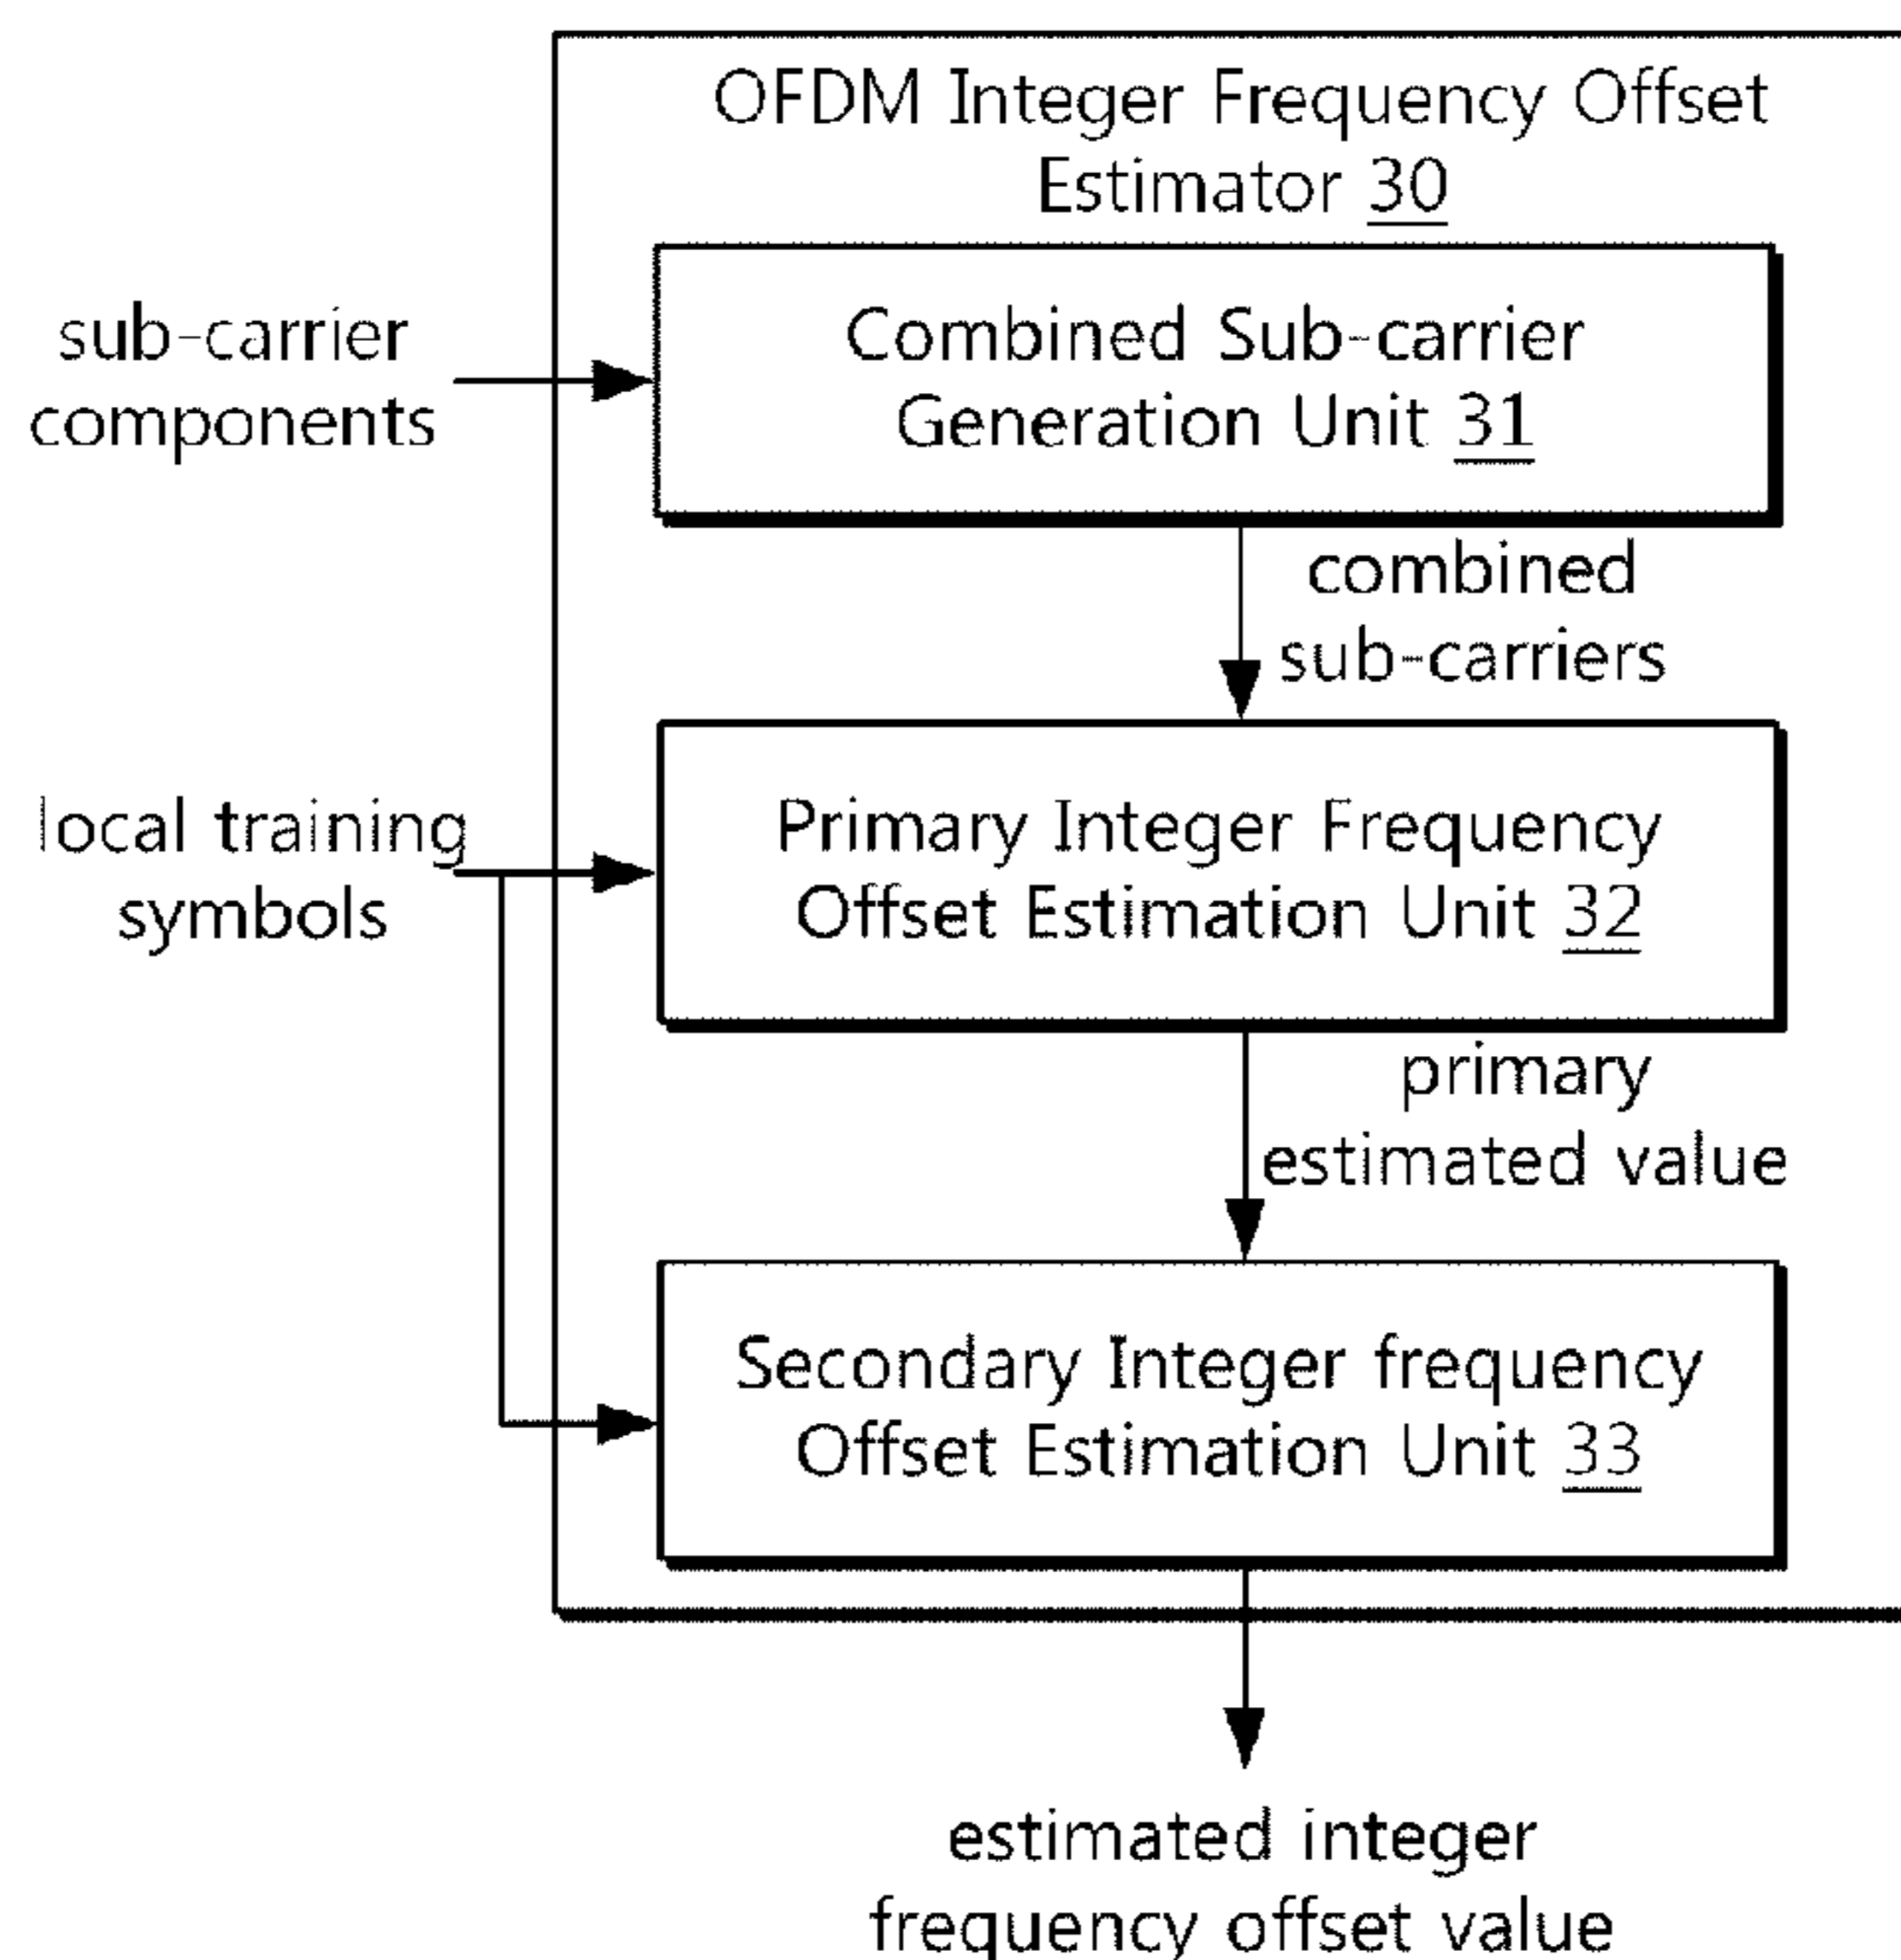 OFDM Integer Frequency Offset
Estimator 30
sub-carrier
components
Combined Sub-carrier
Generation Unit 31
combined
sub-carriers
local training
symbols
Primary Integer Frequency
Offset Estimation Unit 32
primary
estimated value
Secondary Integer frequency
Offset Estimation Unit 33
estimated integer
frequency offset value